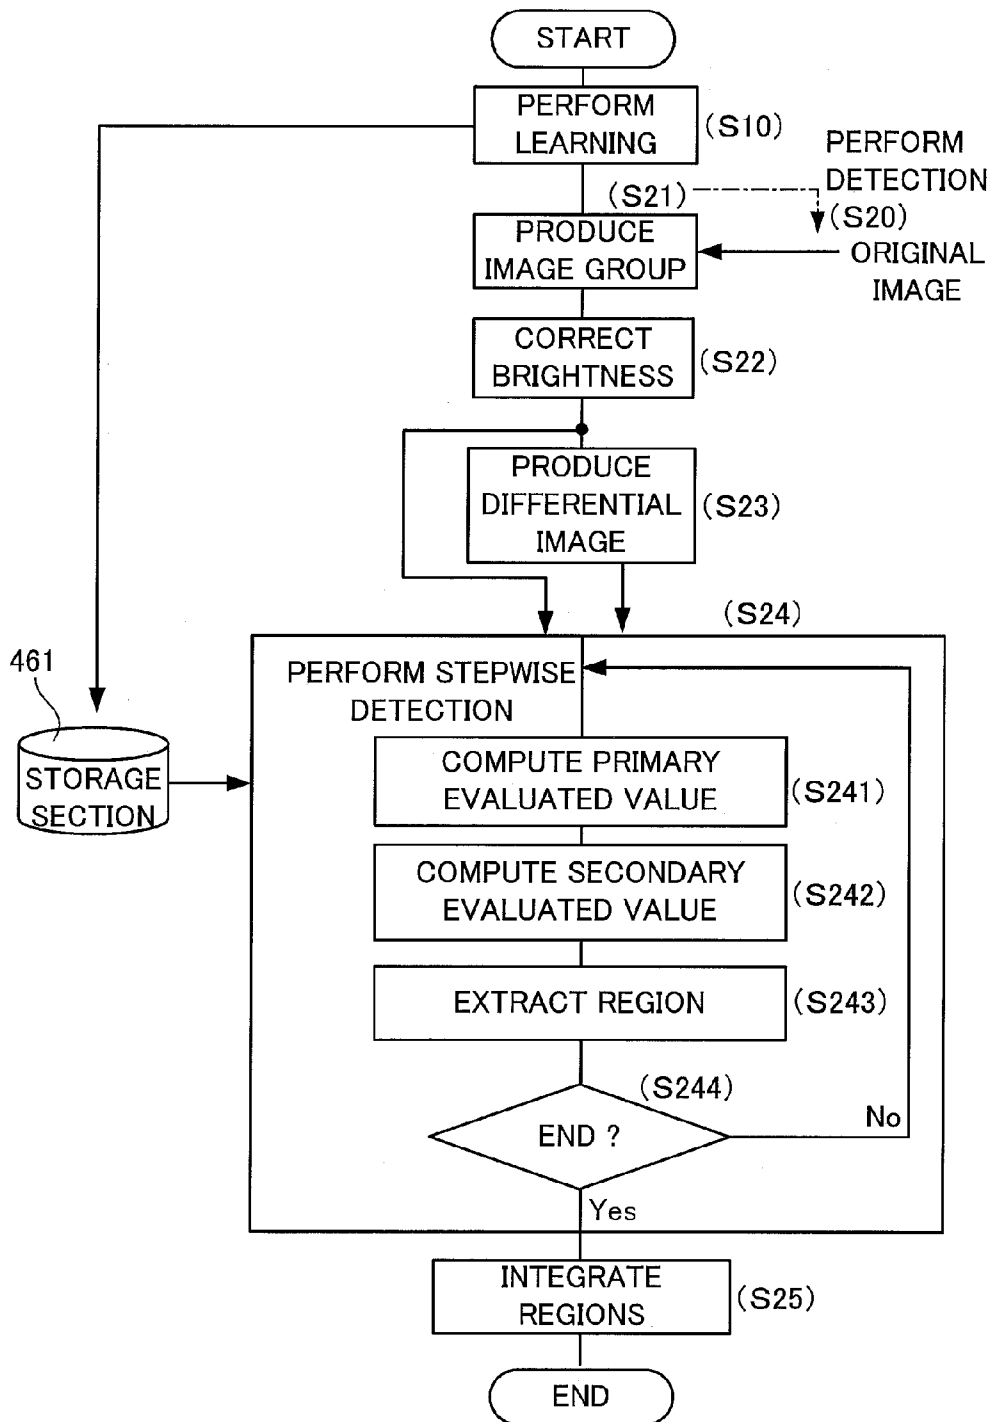 START
PERFORM
LEARNING
(S10)
PERFORM
DETECTION
(S20)
(S21)
PRODUCE
IMAGE GROUP
ORIGINAL
IMAGE
CORRECT
BRIGHTNESS
(S22)
PRODUCE
DIFFERENTIAL
IMAGE
(S23)
(S24)
461
STORAGE
SECTION
PERFORM STEPWISE
DETECTION
COMPUTE PRIMARY
EVALUATED VALUE
(S241)
COMPUTE SECONDARY
EVALUATED VALUE
(S242)
EXTRACT REGION
(S243)
(S244)
END ?
No
Yes
INTEGRATE
REGIONS
(S25)
END